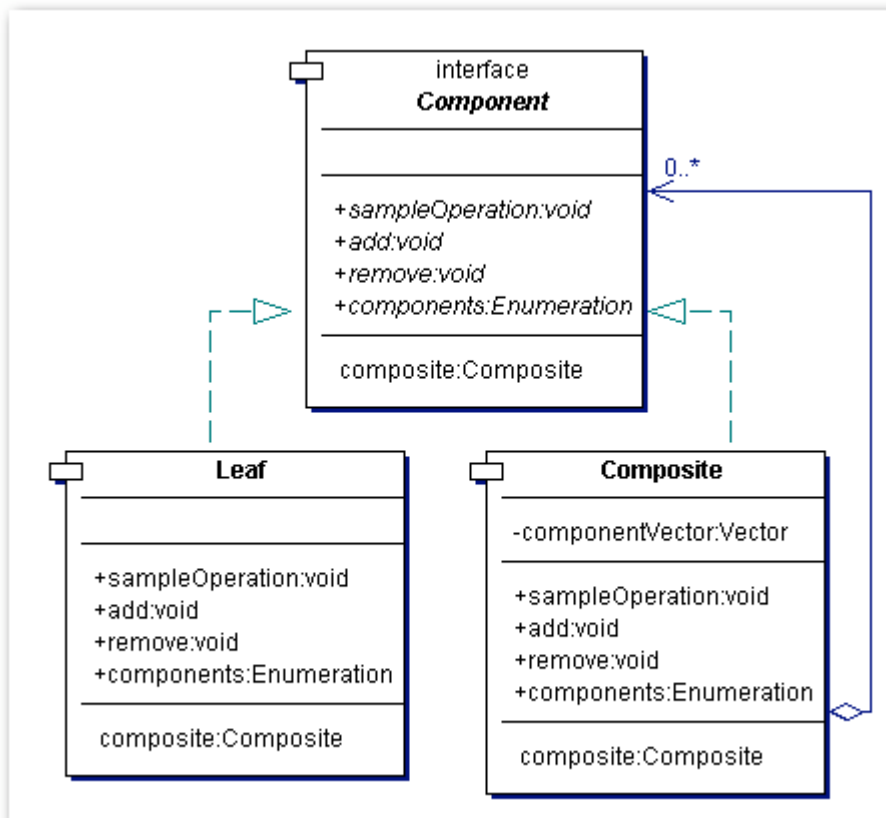 interface
Component
0..*
+sampleOperation:void
+add:void
+remove:void
+components:Enumeration
composite:Composite
Leaf
+sampleOperation:void
+add:void
+remove:void
+components:Enumeration
composite:Composite
Composite
-componentVector:Vector
+sampleOperation:void
+add:void
+remove:void
+components:Enumeration
composite:Composite